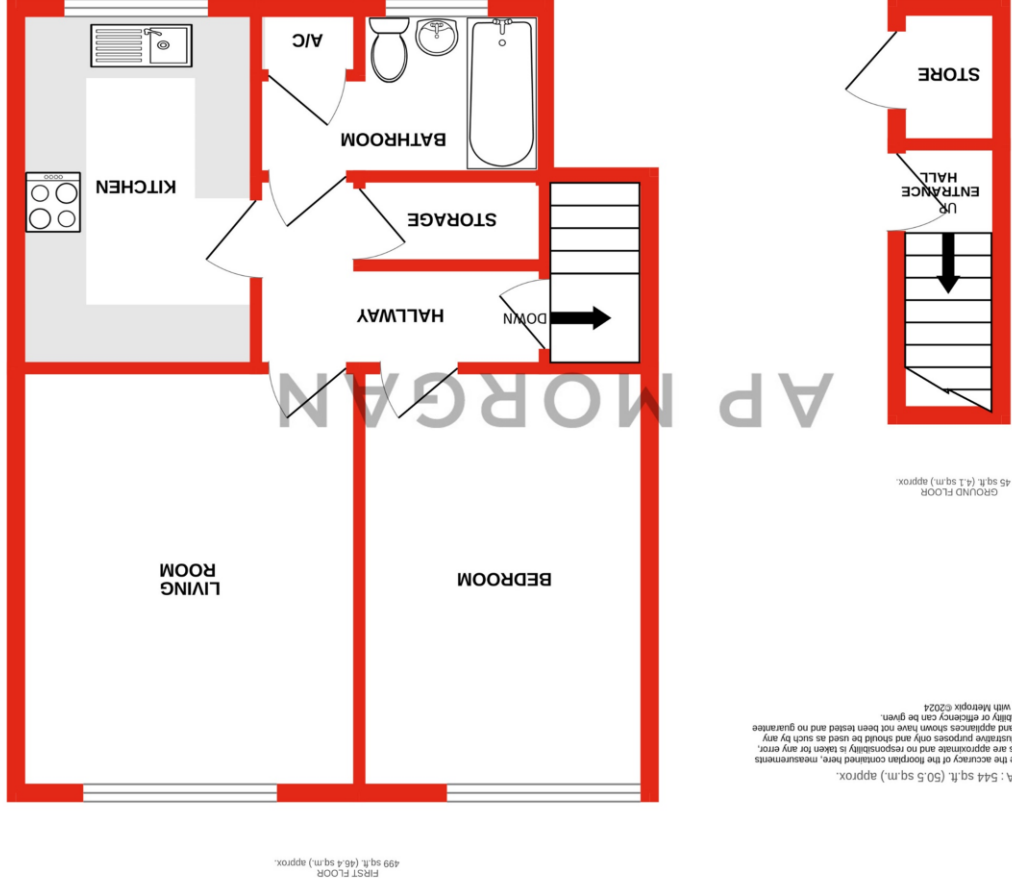 FIRST FLOOR
499 sq.ft. (46.4 sq.m.) approx.
A : 544 sq.ft. (50.5 sq.m.) approx.
the accuracy of the floorplan contained here, measurements
are approximate and no responsibility is taken for any error,
purposes only and should be used as such by any
and appliances shown have not been tested and no guarantee
or efficiency can be given.
with Metropix ©2024
BEDROOM
LIVING
ROOM
GROUND FLOOR
45 sq.ft. (4.1 sq.m.) approx.
AP MORGAN
DOWN
HALLWAY
STORAGE
KITCHEN
BATHROOM
A/C
UP
ENTRANCE
HALL
STORE